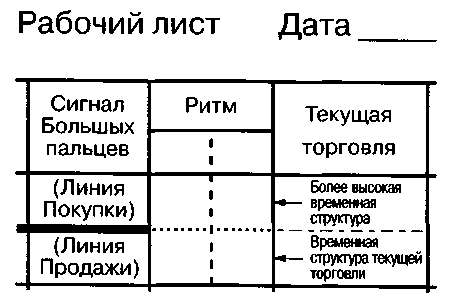 Рабочий лист Дата
Сигнал
Больших
пальцев
Ритм
Текущая
торговля
(Линия
Покупки)
Более высокая
временная
структура
(Линия
Продажи)
Временная
структура текущей
торговли